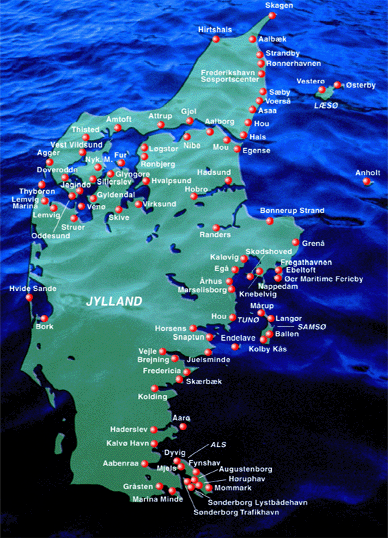 Skagen
Hirtshals
Aalbæk
Strandby
Rønnerhavnen
Frederikshavn
Søsportscenter
Vesterø
Østerby
LÆSØ
Sæby
Voerså
Asaa
Hou
Hals
Egense
Mou
Aalborg
Gjøl
Nibe
Attrup
Amtoft
Thisted
Vest Vildsund
Agger
Nyk. M.
Fur
Løgstør
Rønbjerg
Doverodde
Thyborøn
Jegindø
Sillerslev
Glyngøre
Hvalpsund
Hadsund
Anholt
Lemvig
Marina
Lemvig
Gyldendal
Virksund
Hobro
Oddesund
Struer
Venø
Skive
Bønnerup Strand
Randers
Grenå
Kaløvig
Skødshoved
Fregathavnen
Egå
Ebeltoft
Øer Maritime Ferieby
Nappedam
Knebelvig
Århus
Marselisborg
Hvide Sande
JYLLAND
Bork
Mårup
Hou
TUNØ
Langør
SAMSØ
Ballen
Kolby Kås
Horsens
Snaptun
Endelave
Vejle
Juelsminde
Brejning
Fredericia
Skærbæk
Kolding
Aarø
Haderslev
Kalvø Havn
Dyvig
ALS
Aabenraa
Mjels
Fynshav
Augustenborg
Høruphav
Mommark
Gråsten
Marina Minde
Sønderborg Lystbådehavn
Sønderborg Trafikhavn